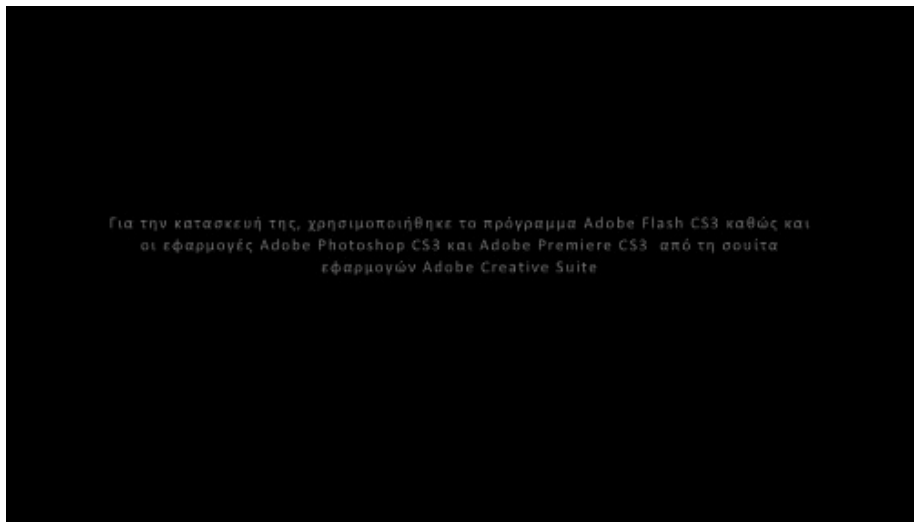 Για την κατασκευή της, χρησιμοποιήθηκε το πρόγραμμα Adobe Flash CS3 καθώς και
οι εφαρμογές Adobe Photoshop CS3 και Adobe Premiere CS3 από τη σουίτα
εφαρμογών Adobe Creative Suite